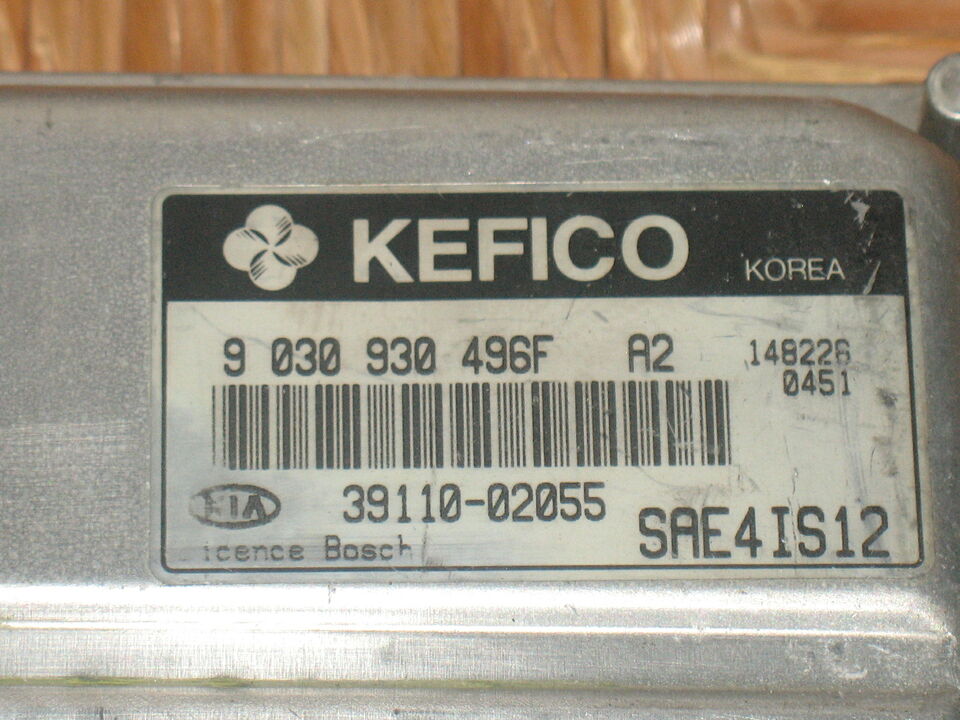 KEFICO KOREA
9 030 930 496F A2 148226
0451
KIA 39110-02055
icence Bosch SAE4IS12